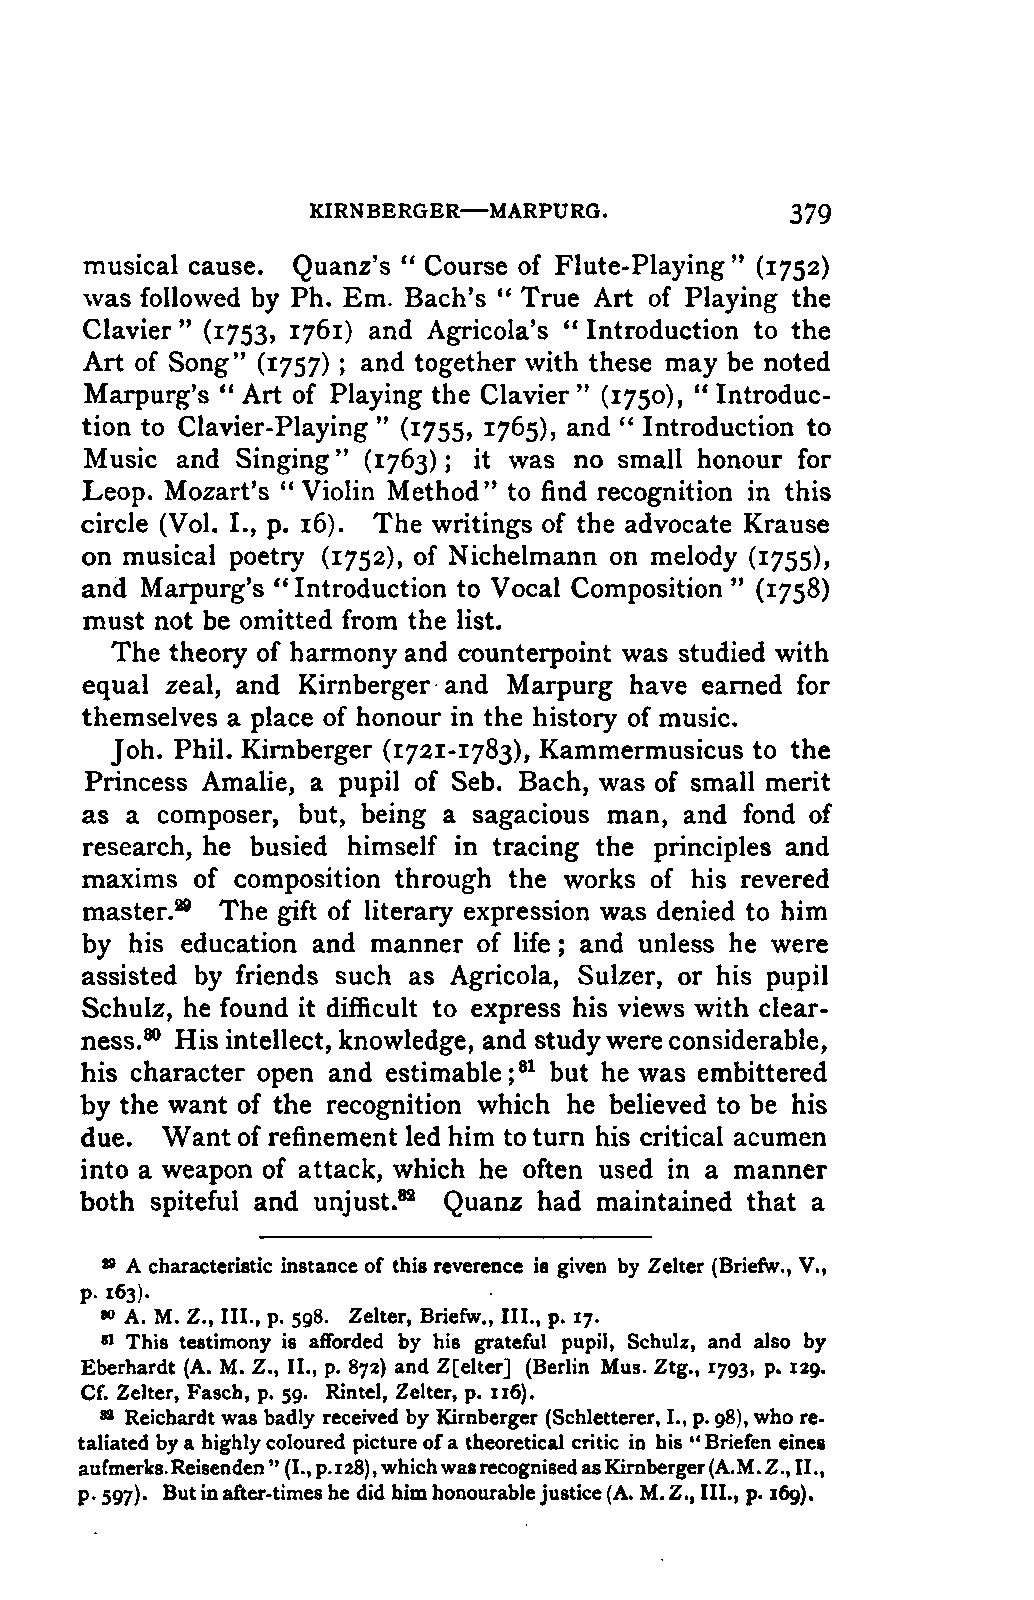 KIRNBERGER—MARPURG. 379
musical cause. Quanz's "Course of Flute-Playing" (1752)
was followed by Ph. Em. Bach's "True Art of Playing the
Clavier" (1753, 1761) and Agricola's "Introduction to the
Art of Song" (1757); and together with these may be noted
Marpurg's "Art of Playing the Clavier" (1750), "Introduc-
tion to Clavier-Playing" (1755, 1765), and "Introduction to
Music and Singing" (1763); it was no small honour for
Leop. Mozart's "Violin Method" to find recognition in this
circle (Vol. I., p. 16). The writings of the advocate Krause
on musical poetry (1752), of Nichelmann on melody (1755),
and Marpurg's "Introduction to Vocal Composition" (1758)
must not be omitted from the list.
The theory of harmony and counterpoint was studied with
equal zeal, and Kirnberger and Marpurg have earned for
themselves a place of honour in the history of music.
Joh. Phil. Kirnberger (1721-1783), Kammermusicus to the
Princess Amalie, a pupil of Seb. Bach, was of small merit
as a composer, but, being a sagacious man, and fond of
research, he busied himself in tracing the principles and
maxims of composition through the works of his revered
master.²⁹ The gift of literary expression was denied to him
by his education and manner of life; and unless he were
assisted by friends such as Agricola, Sulzer, or his pupil
Schulz, he found it difficult to express his views with clear-
ness.³⁰ His intellect, knowledge, and study were considerable,
his character open and estimable;³¹ but he was embittered
by the want of the recognition which he believed to be his
due. Want of refinement led him to turn his critical acumen
into a weapon of attack, which he often used in a manner
both spiteful and unjust.³² Quanz had maintained that a
²⁹ A characteristic instance of this reverence is given by Zelter (Briefw., V.,
p. 163).
³⁰ A. M. Z., III., p. 598. Zelter, Briefw., III., p. 17.
³¹ This testimony is afforded by his grateful pupil, Schulz, and also by
Eberhardt (A. M. Z., II., p. 872) and Z[elter] (Berlin Mus. Ztg., 1793, p. 129.
Cf. Zelter, Fasch, p. 59. Rintel, Zelter, p. 116).
³² Reichardt was badly received by Kirnberger (Schletterer, I., p. 98), who re-
taliated by a highly coloured picture of a theoretical critic in his "Briefen eines
aufmerks. Reisenden" (I., p. 128), which was recognised as Kirnberger (A. M. Z., II.,
p. 597). But in after-times he did him honourable justice (A. M. Z., III., p. 169).